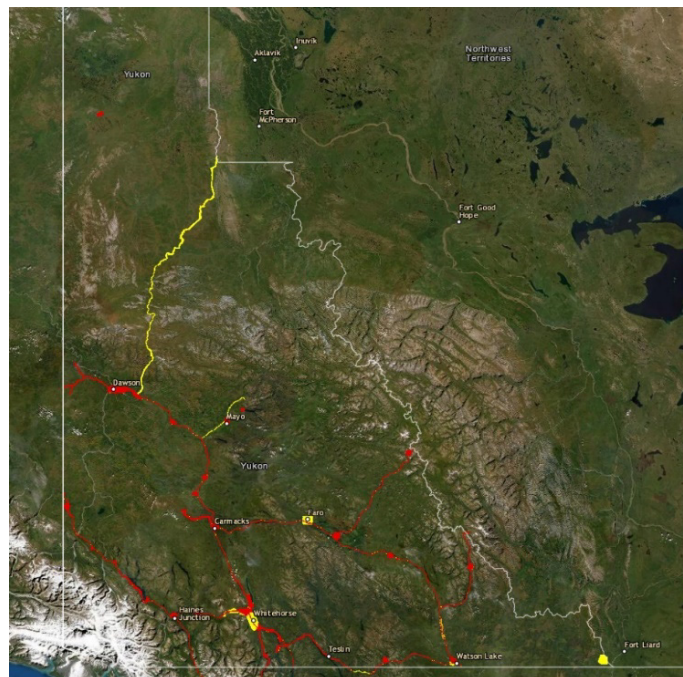 Inuvik
Aklavik
Northwest
Territories
Yukon
Fort
McPherson
Fort Good
Hope
Dawson
Mayo
Yukon
Faro
Carmacks
Haines
Junction
Whitehorse
Teslin
Watson Lake
Fort Liard